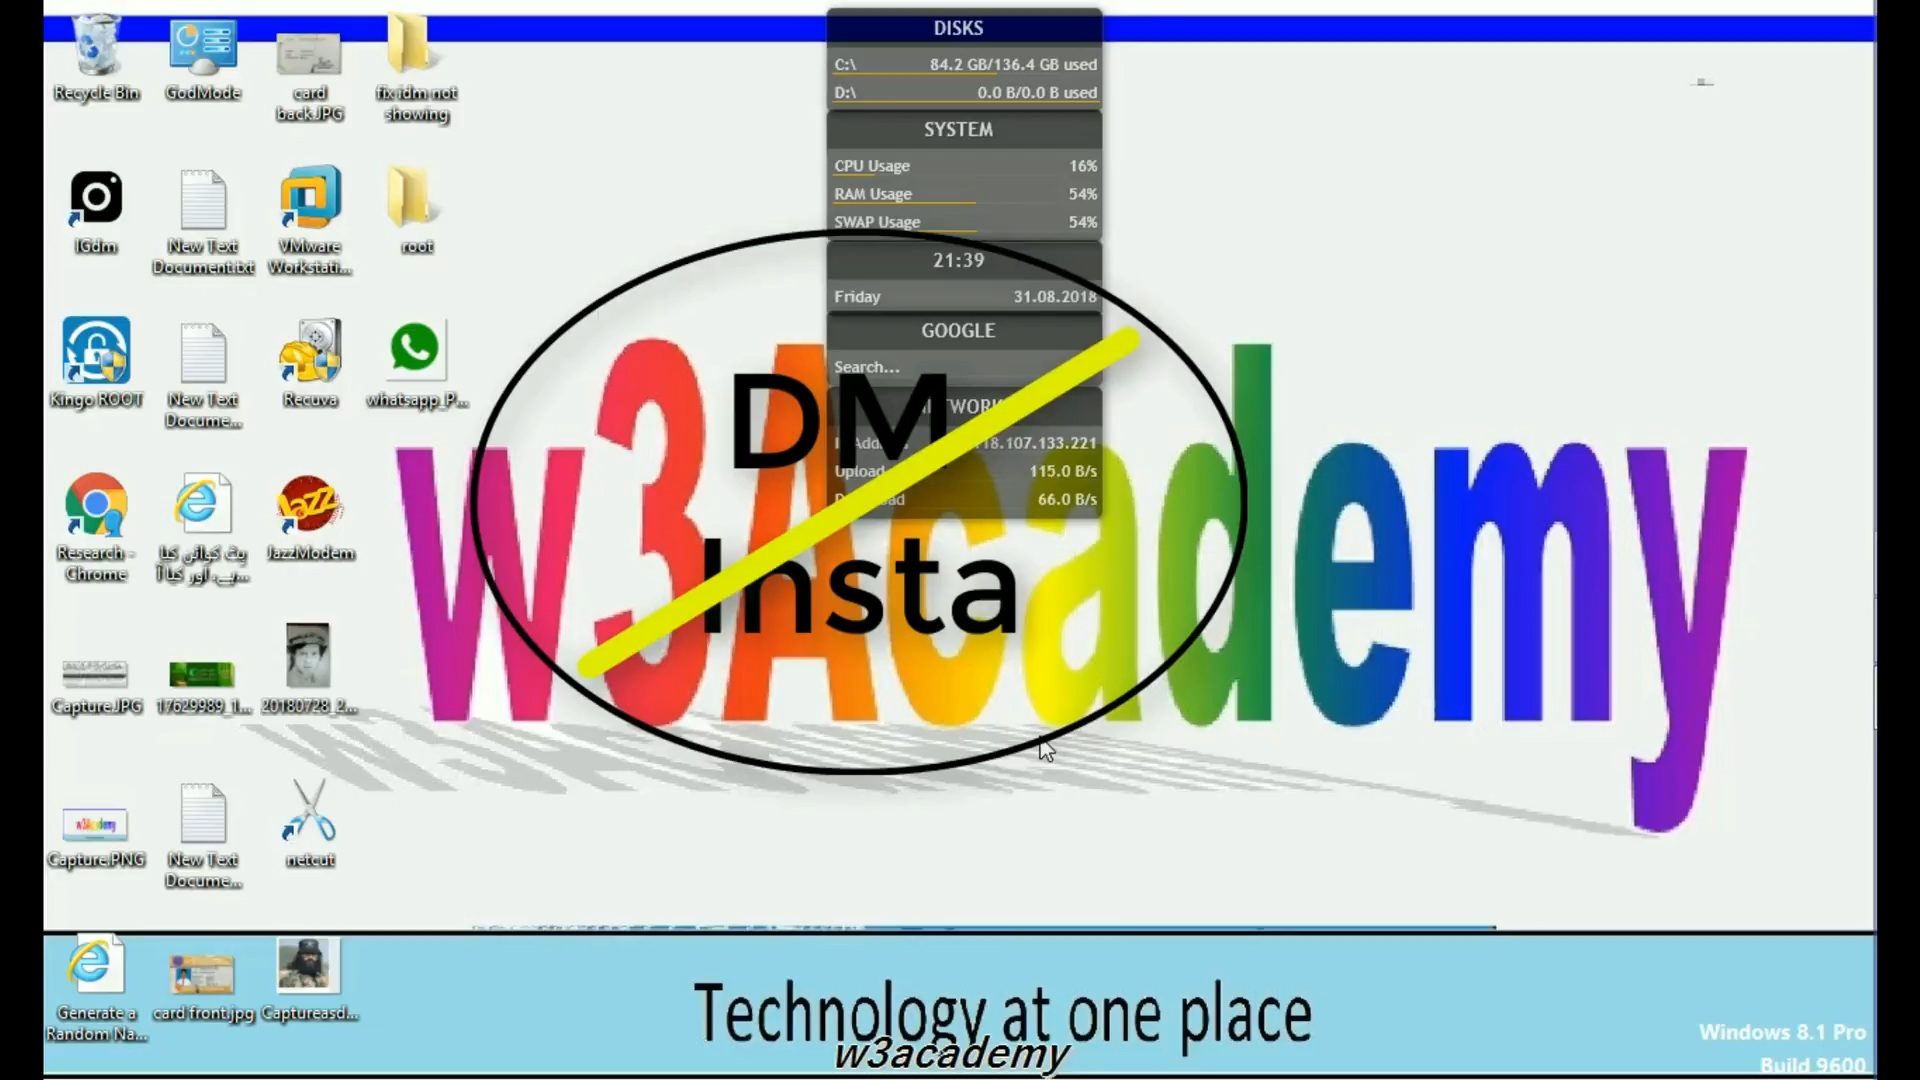 Recycle Bin
GodMode
card
back.JPG
fix idm not
showing
IGdm
New Text
Document.txt
VMware
Workstati...
root
Kingo ROOT
New Text
Docume...
Recuva
whatsapp_P...
Research -
Chrome
JazzModem
Capture.JPG
17629989_1...
20180728_2...
Capture.PNG
New Text
Docume...
netcut
Generate a
Random Na...
card front.jpg
Captureasd...
DISKS
C:\ 84.2 GB/136.4 GB used
D:\ 0.0 B/0.0 B used
SYSTEM
CPU Usage 16%
RAM Usage 54%
SWAP Usage 54%
21:39
Friday 31.08.2018
GOOGLE
Search...
115.0 B/s
66.0 B/s
DM
Insta
w3Academy
Technology at one place
w3academy
Windows 8.1 Pro
Build 9600